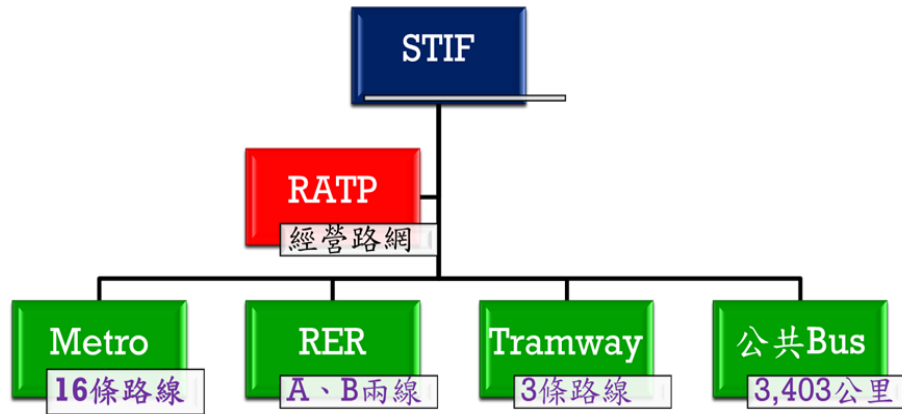 STIF
RATP
經營路網
Metro
16條路線
RER
A、B兩線
Tramway
3條路線
公共Bus
3,403公里